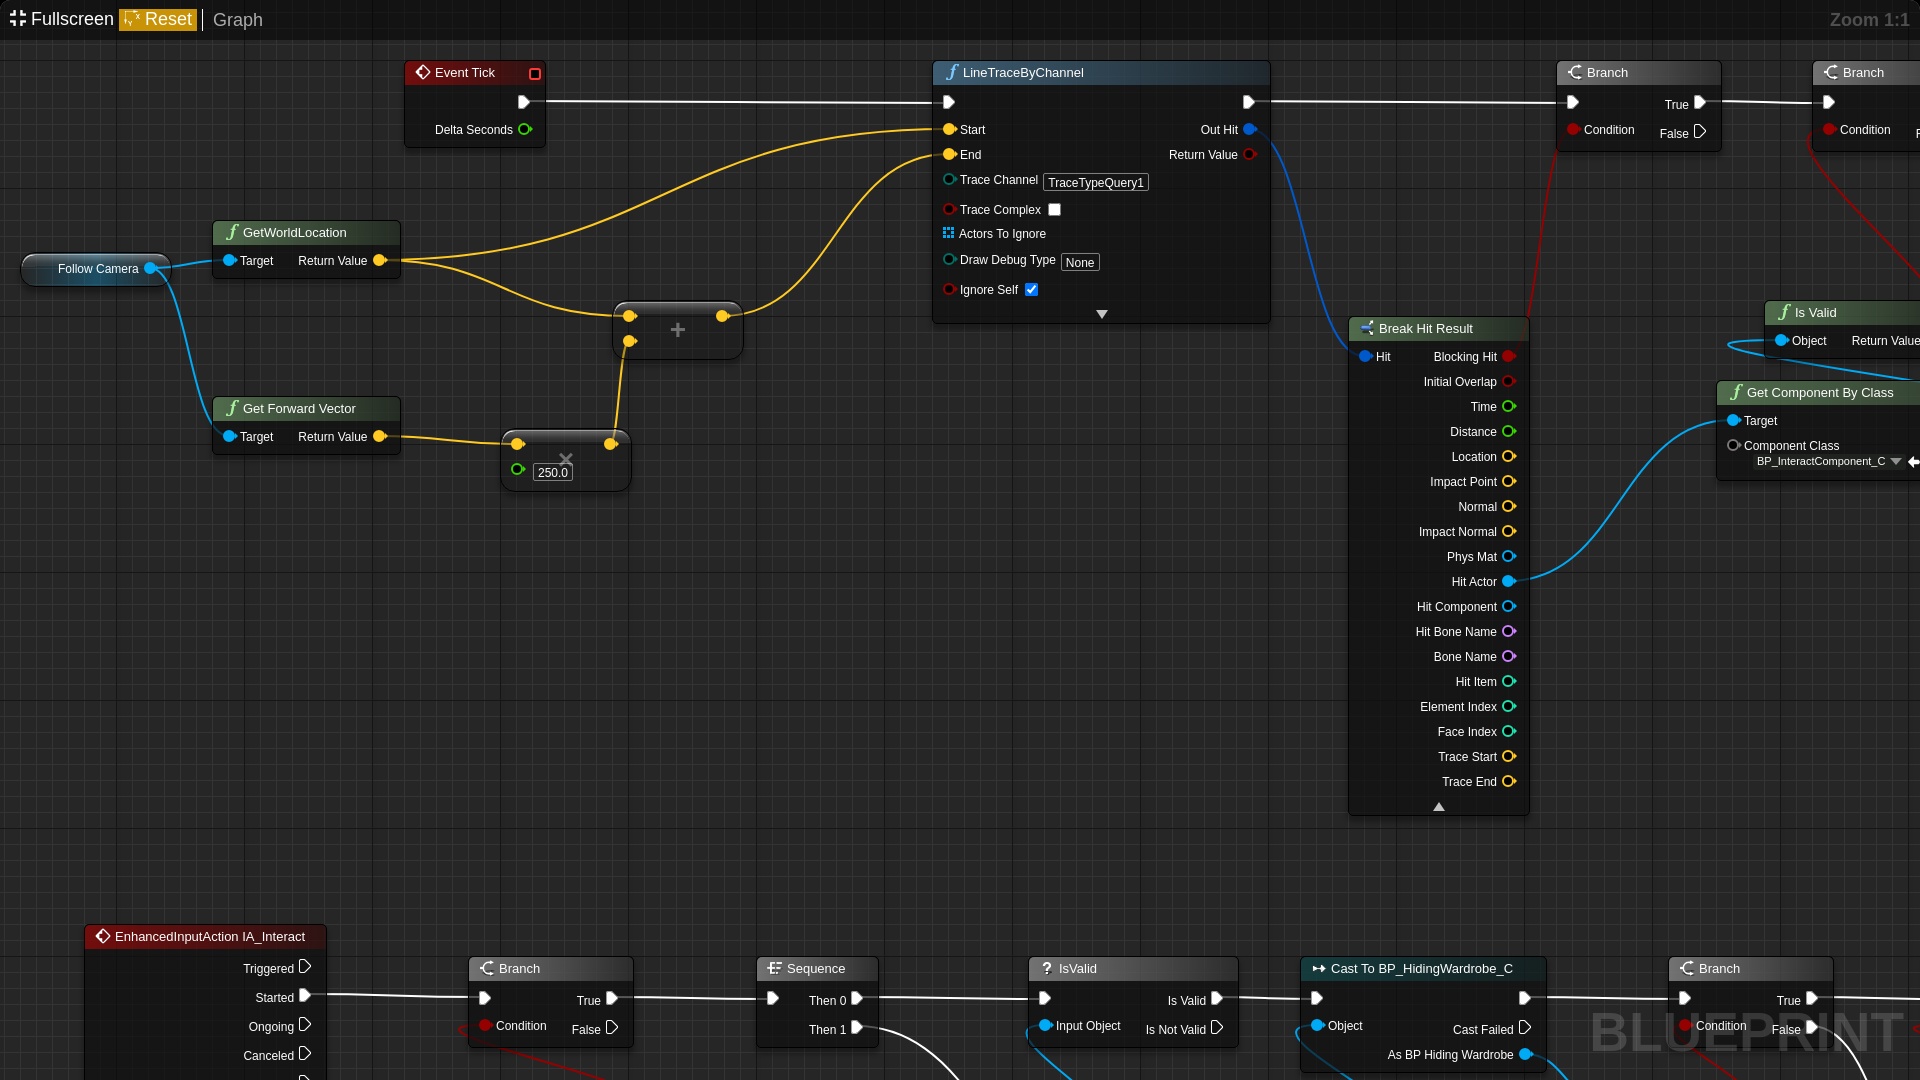 Fullscreen Reset Graph Zoom 1:1
Event Tick
Delta Seconds
LineTraceByChannel
Start
Out Hit
End
Return Value
Trace Channel TraceTypeQuery1
Trace Complex
Actors To Ignore
Draw Debug Type None
Ignore Self
Branch
True
Condition
False
Branch
Condition
GetWorldLocation
Target Return Value
Follow Camera
+
Get Forward Vector
Target Return Value
×
250.0
Break Hit Result
Hit
Blocking Hit
Initial Overlap
Time
Distance
Location
Impact Point
Normal
Impact Normal
Phys Mat
Hit Actor
Hit Component
Hit Bone Name
Bone Name
Hit Item
Element Index
Face Index
Trace Start
Trace End
Is Valid
Object Return Value
Get Component By Class
Target
Component Class
BP_InteractComponent_C
EnhancedInputAction IA_Interact
Triggered
Started
Ongoing
Canceled
Branch
True
Condition
False
Sequence
Then 0
Then 1
? IsValid
Is Valid
Input Object
Is Not Valid
Cast To BP_HidingWardrobe_C
Object
Cast Failed
As BP Hiding Wardrobe
Branch
True
Condition
False
BLUEPRINT